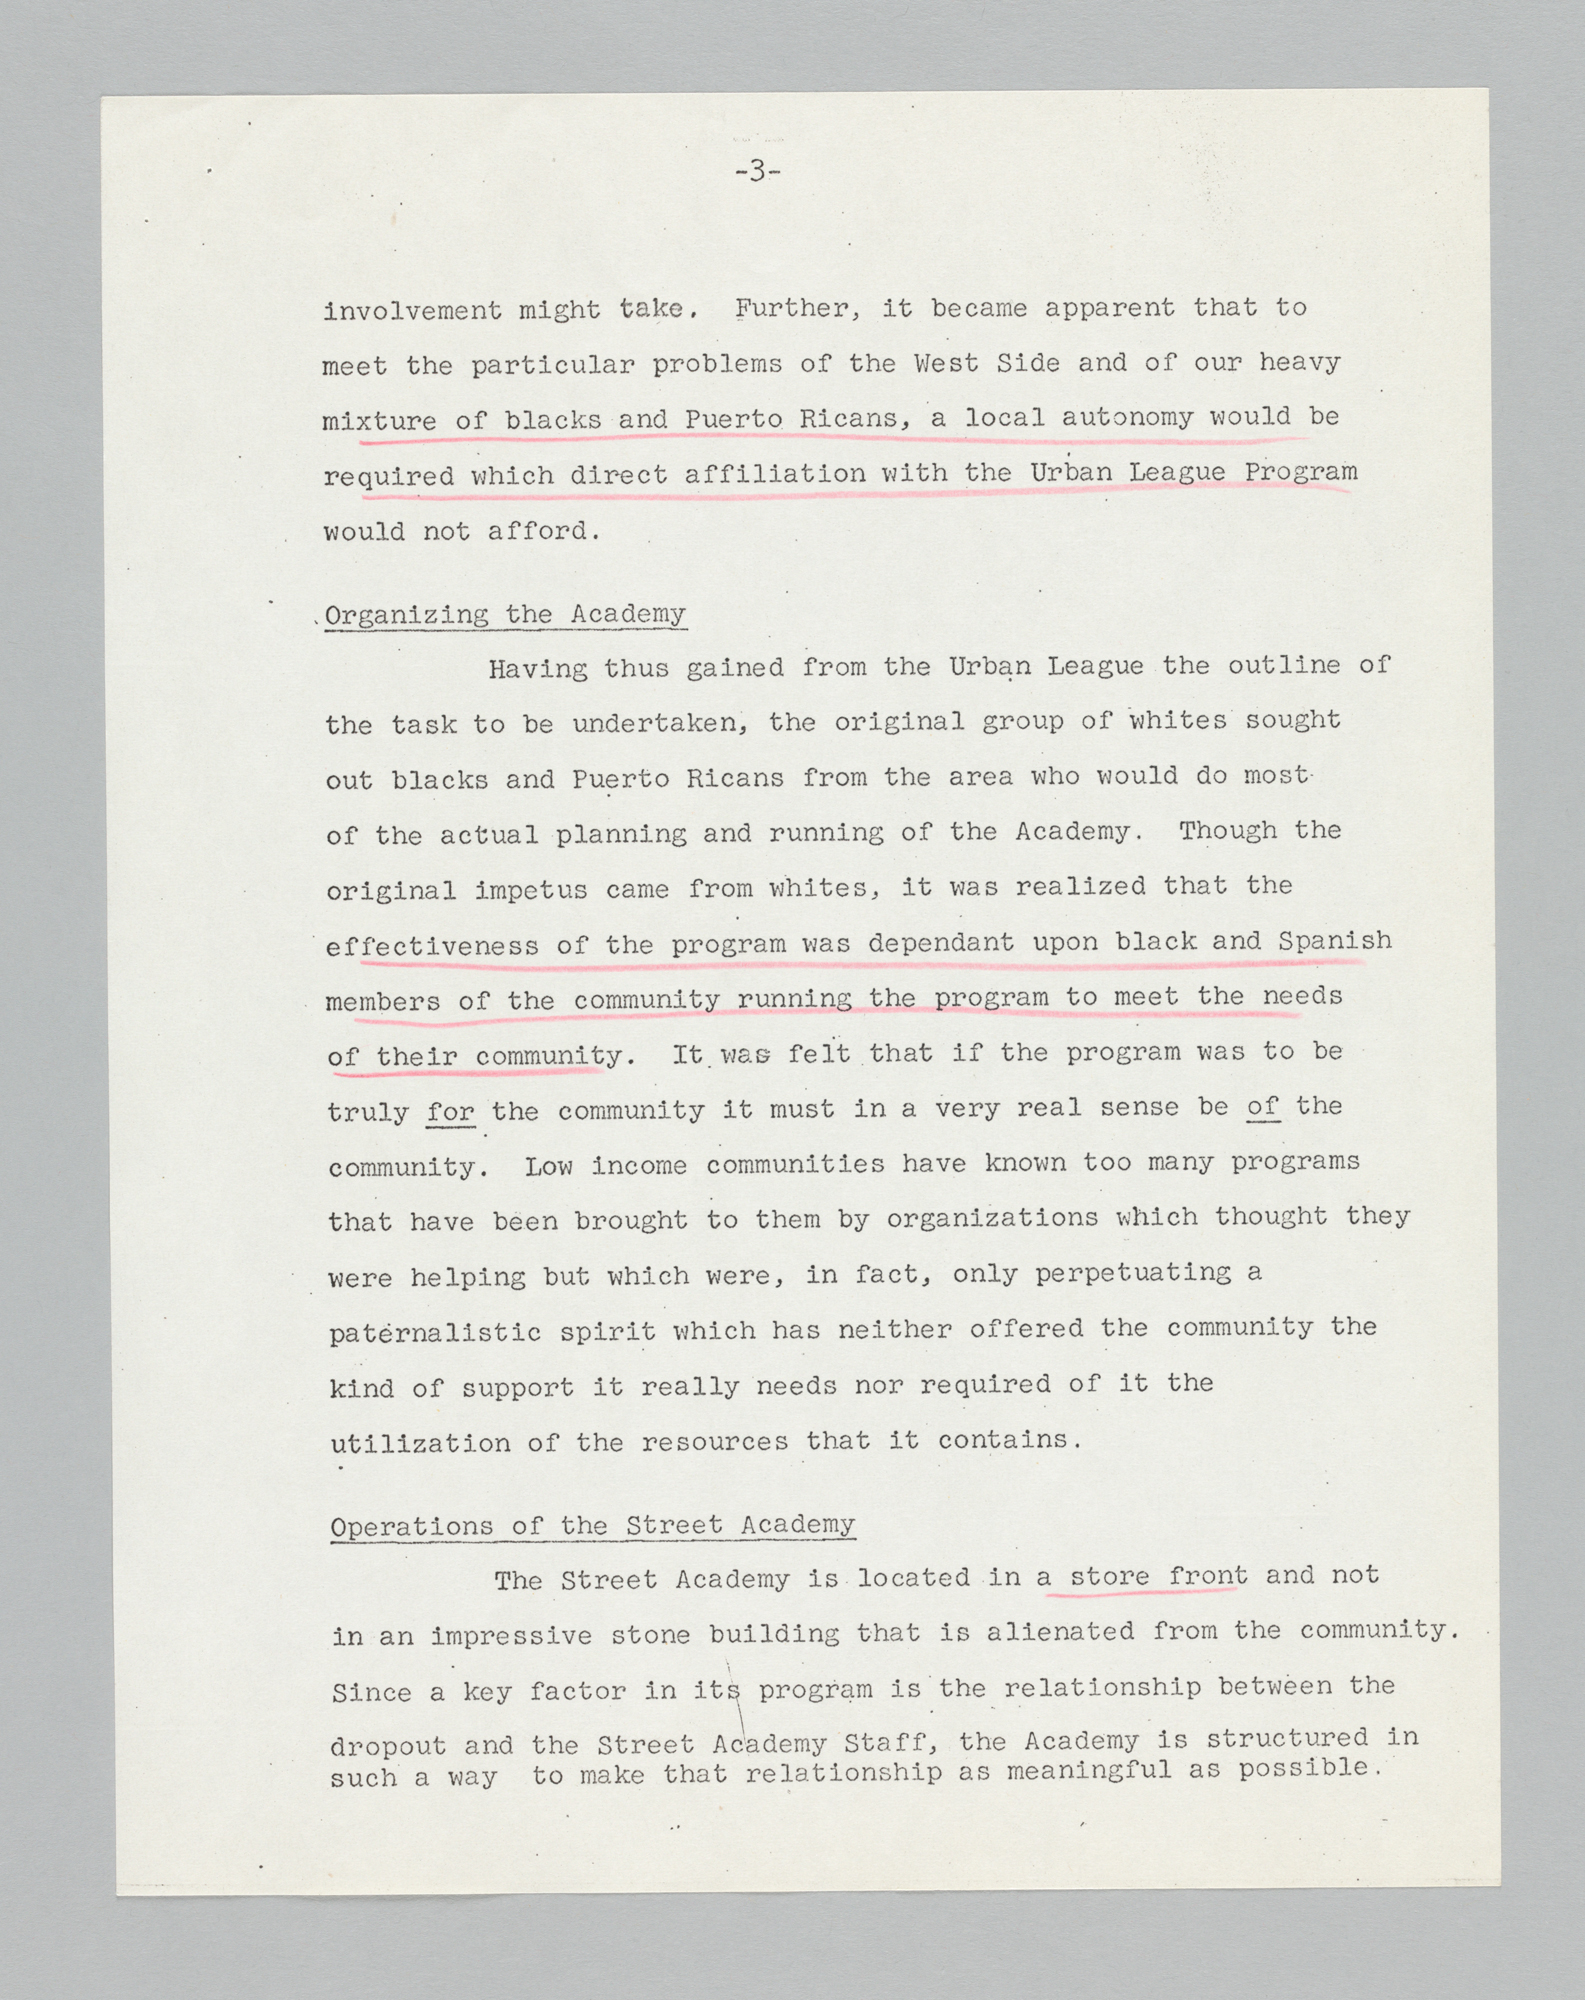 -3-
involvement might take.  Further, it became apparent that to
meet the particular problems of the West Side and of our heavy
mixture of blacks and Puerto Ricans, a local autonomy would be
required which direct affiliation with the Urban League Program
would not afford.
Organizing the Academy
Having thus gained from the Urban League the outline of
the task to be undertaken, the original group of whites sought
out blacks and Puerto Ricans from the area who would do most
of the actual planning and running of the Academy.  Though the
original impetus came from whites, it was realized that the
effectiveness of the program was dependant upon black and Spanish
members of the community running the program to meet the needs
of their community.  It was felt that if the program was to be
truly for the community it must in a very real sense be of the
community.  Low income communities have known too many programs
that have been brought to them by organizations which thought they
were helping but which were, in fact, only perpetuating a
paternalistic spirit which has neither offered the community the
kind of support it really needs nor required of it the
utilization of the resources that it contains.
Operations of the Street Academy
The Street Academy is located in a store front and not
in an impressive stone building that is alienated from the community.
Since a key factor in its program is the relationship between the
dropout and the Street Academy Staff, the Academy is structured in
such a way  to make that relationship as meaningful as possible.